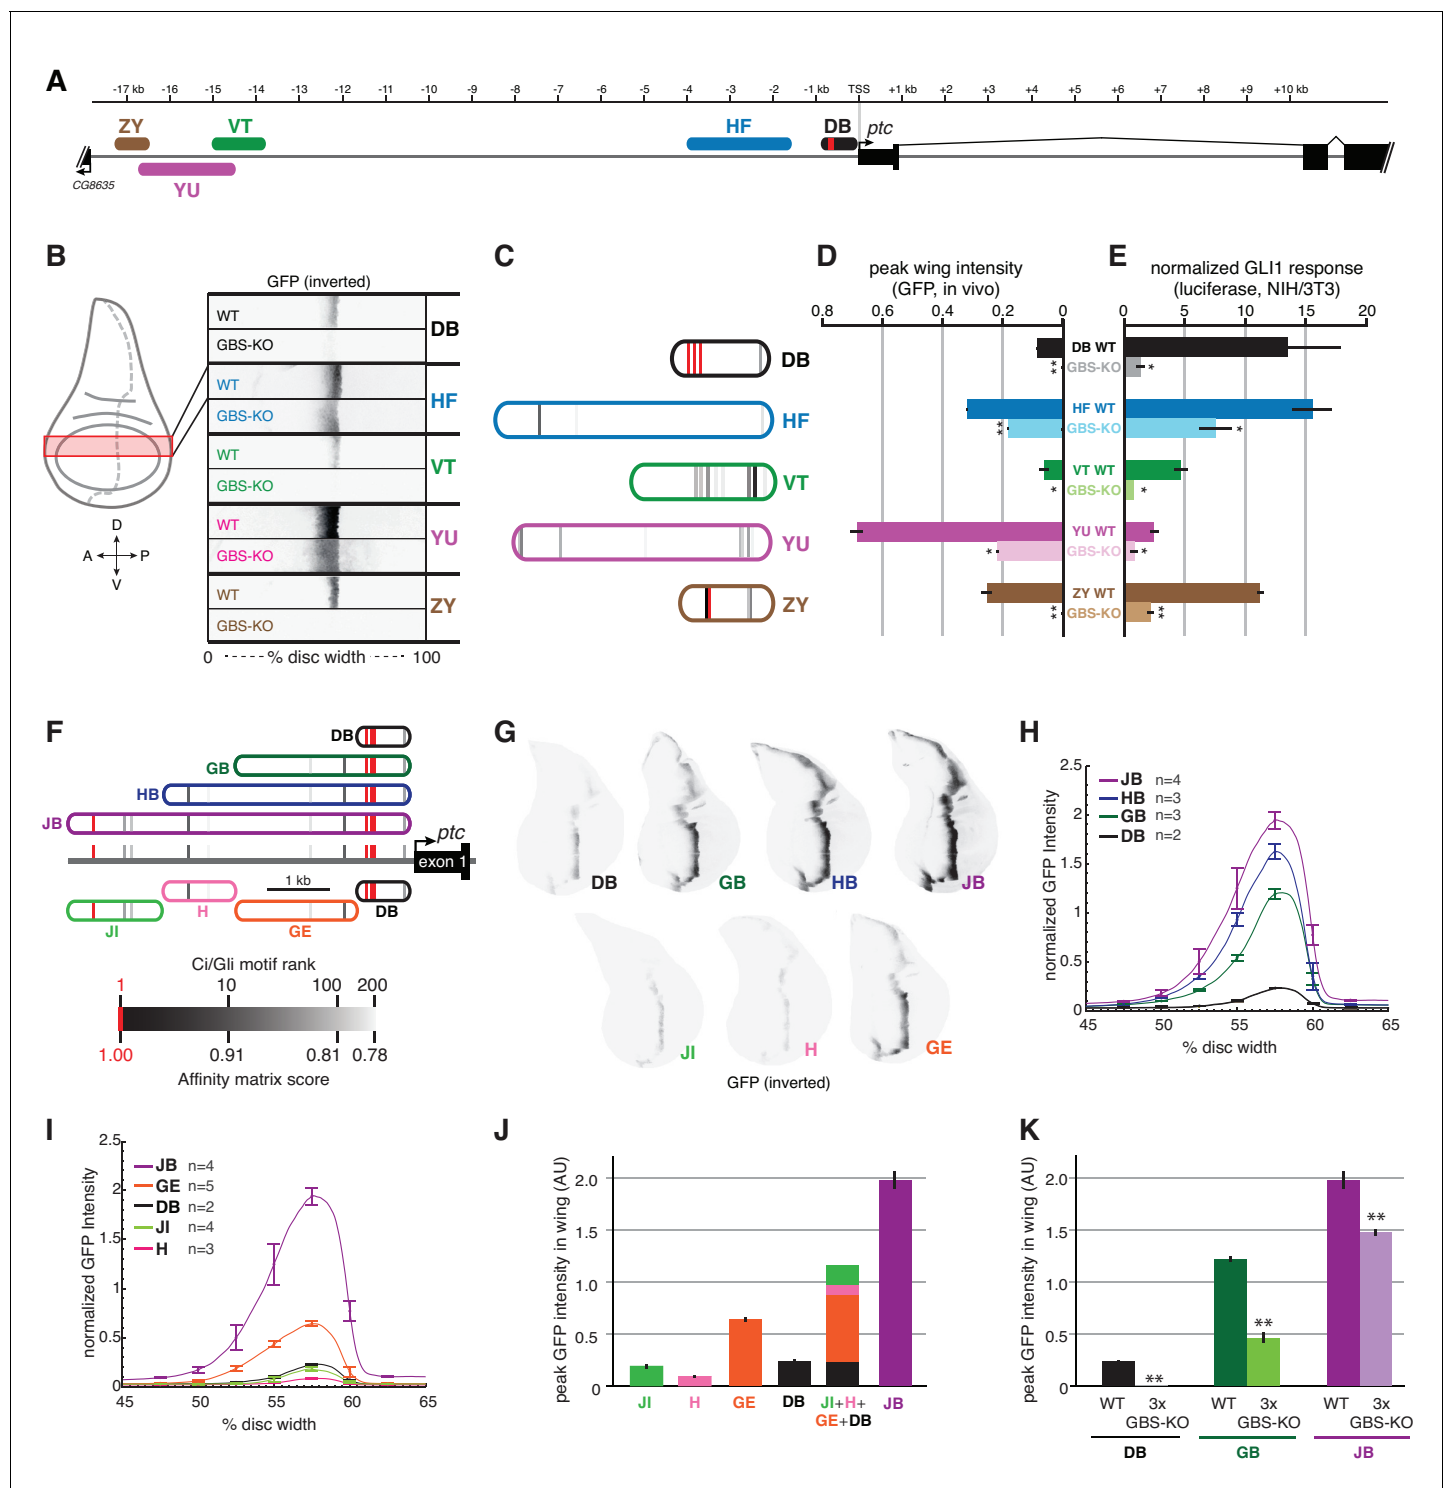 A
-17 kb -16 -15 -14 -13 -12 -11 -10 -9 -8 -7 -6 -5 -4 -3 -2 -1 kb TSS +1 kb +2 +3 +4 +5 +6 +7 +8 +9 +10 kb
ZY VT HF DB ptc
CG8635
YU
B
GFP (inverted)
WT
GBS-KO
DB
WT
GBS-KO
HF
WT
GBS-KO
VT
WT
GBS-KO
YU
WT
GBS-KO
ZY
0 % disc width 100
D
A P
V
C
DB
HF
VT
YU
ZY
D
peak wing intensity
(GFP, in vivo)
0.8 0.6 0.4 0.2 0
E
normalized GLI1 response
(luciferase, NIH/3T3)
0 5 10 15 20
DB WT
** GBS-KO *
HF WT
** GBS-KO *
VT WT
* GBS-KO *
YU WT
* GBS-KO *
ZY WT
** GBS-KO **
F
DB
GB
HB
JB
ptc
exon 1
1 kb
JI H GE DB
Ci/Gli motif rank
1 10 100 200
1.00 0.91 0.81 0.78
Affinity matrix score
G
DB GB HB JB
JI H GE
GFP (inverted)
H
normalized GFP Intensity
2.5
2
1.5
1
0.5
0
JB n=4
HB n=3
GB n=3
DB n=2
45 50 55 60 65
% disc width
I
normalized GFP Intensity
2.5
2
1.5
1
0.5
0
JB n=4
GE n=5
DB n=2
JI n=4
H n=3
45 50 55 60 65
% disc width
J
peak GFP intensity in wing (AU)
2.0
1.5
1.0
0.5
0
JI H GE DB JI+H+ JB
GE+DB
K
peak GFP intensity in wing (AU)
2.0
1.5
1.0
0.5
0
**
**
**
WT 3x WT 3x WT 3x
GBS-KO GBS-KO GBS-KO
DB GB JB